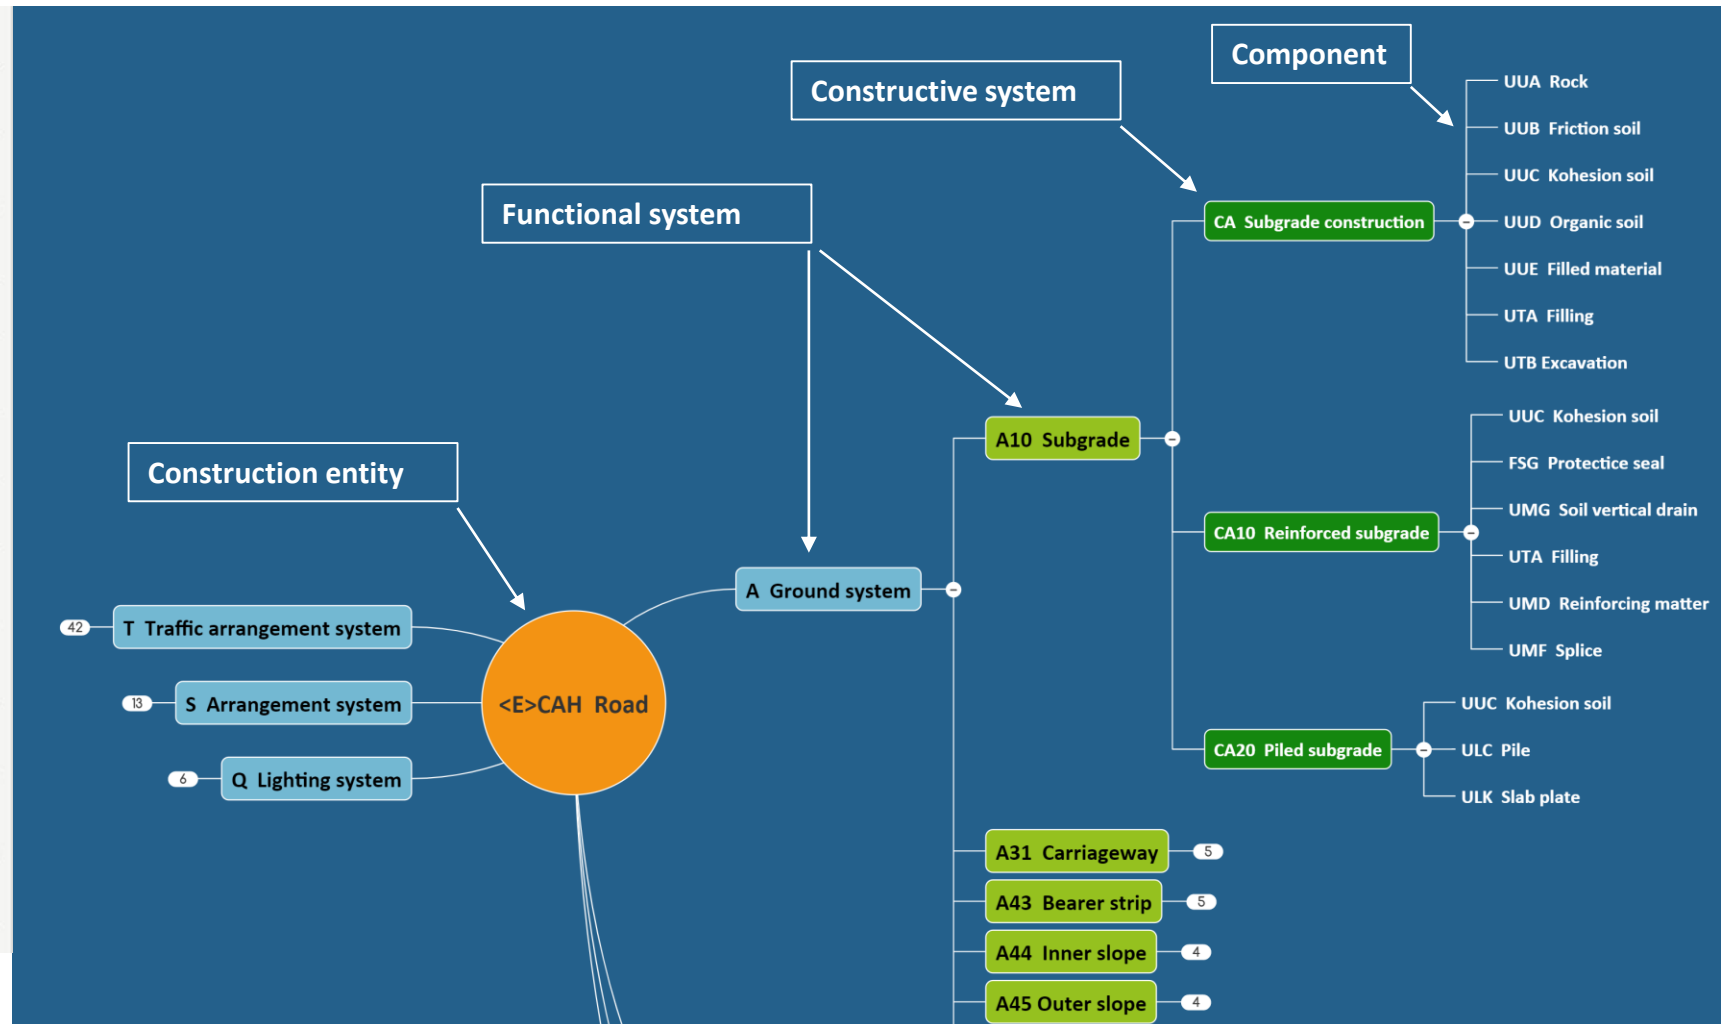 Component
Constructive system
Functional system
Construction entity
UUA  Rock
UUB  Friction soil
UUC  Kohesion soil
CA  Subgrade construction
UUD  Organic soil
UUE  Filled material
UTA  Filling
UTB Excavation
A10  Subgrade
UUC  Kohesion soil
FSG  Protectice seal
UMG  Soil vertical drain
CA10  Reinforced subgrade
UTA  Filling
UMD  Reinforcing matter
UMF  Splice
A  Ground system
42
T  Traffic arrangement system
13
S  Arrangement system
<E>CAH  Road
6
Q  Lighting system
UUC  Kohesion soil
CA20  Piled subgrade
ULC  Pile
ULK  Slab plate
A31  Carriageway
5
A43  Bearer strip
5
A44  Inner slope
4
A45 Outer slope
4